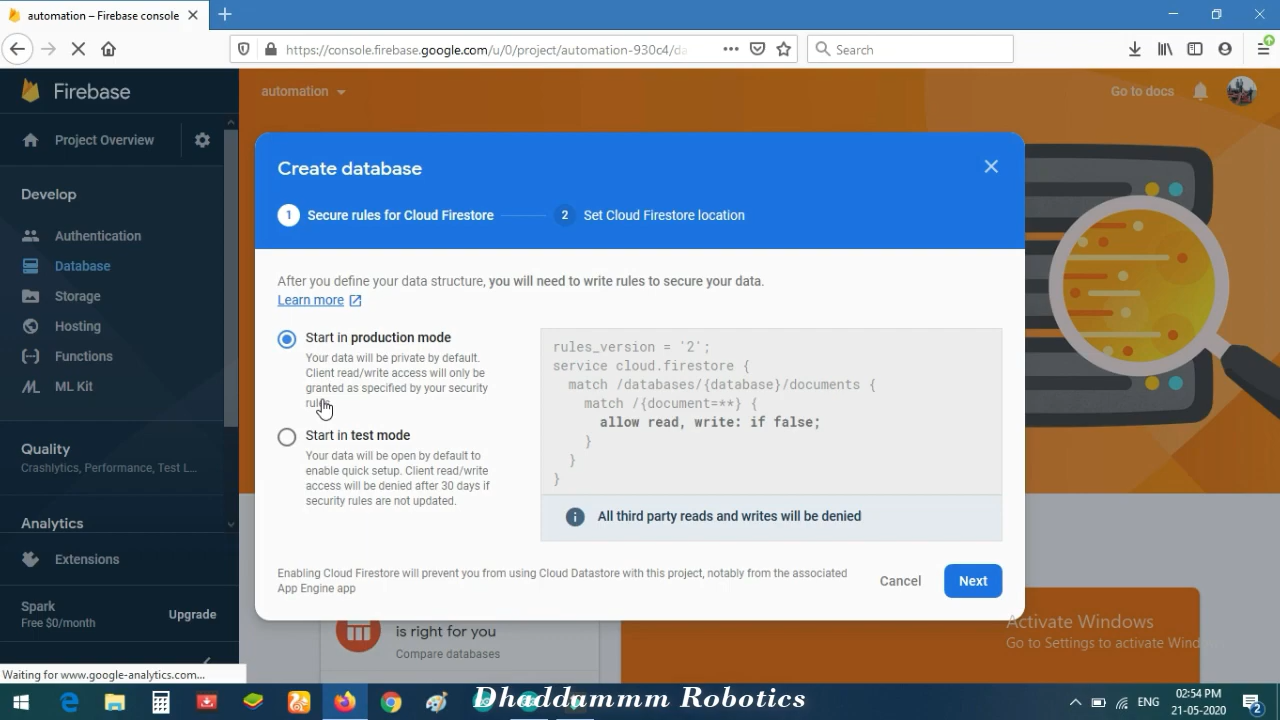 automation – Firebase console
https://console.firebase.google.com/u/0/project/automation-930c4/da
Search
Firebase
automation
Go to docs
Project Overview
Develop
Authentication
Database
Storage
Hosting
Functions
ML Kit
Quality
Crashlytics, Performance, Test L...
Analytics
Extensions
Spark
Free $0/month
Upgrade
Create database
1 Secure rules for Cloud Firestore
2 Set Cloud Firestore location
After you define your data structure, you will need to write rules to secure your data.
Learn more
Start in production mode
Your data will be private by default.
Client read/write access will only be
granted as specified by your security
rules.
Start in test mode
Your data will be open by default to
enable quick setup. Client read/write
access will be denied after 30 days if
security rules are not updated.
rules_version = '2';
service cloud.firestore {
match /databases/{database}/documents {
match /{document=**} {
allow read, write: if false;
}
}
}
All third party reads and writes will be denied
Enabling Cloud Firestore will prevent you from using Cloud Datastore with this project, notably from the associated
App Engine app
Cancel
Next
is right for you
Compare databases
Activate Windows
Go to Settings to activate Wind
Waiting for www.google-analytics.com...
Dhaddummm Robotics
ENG
02:54 PM
21-05-2020
2